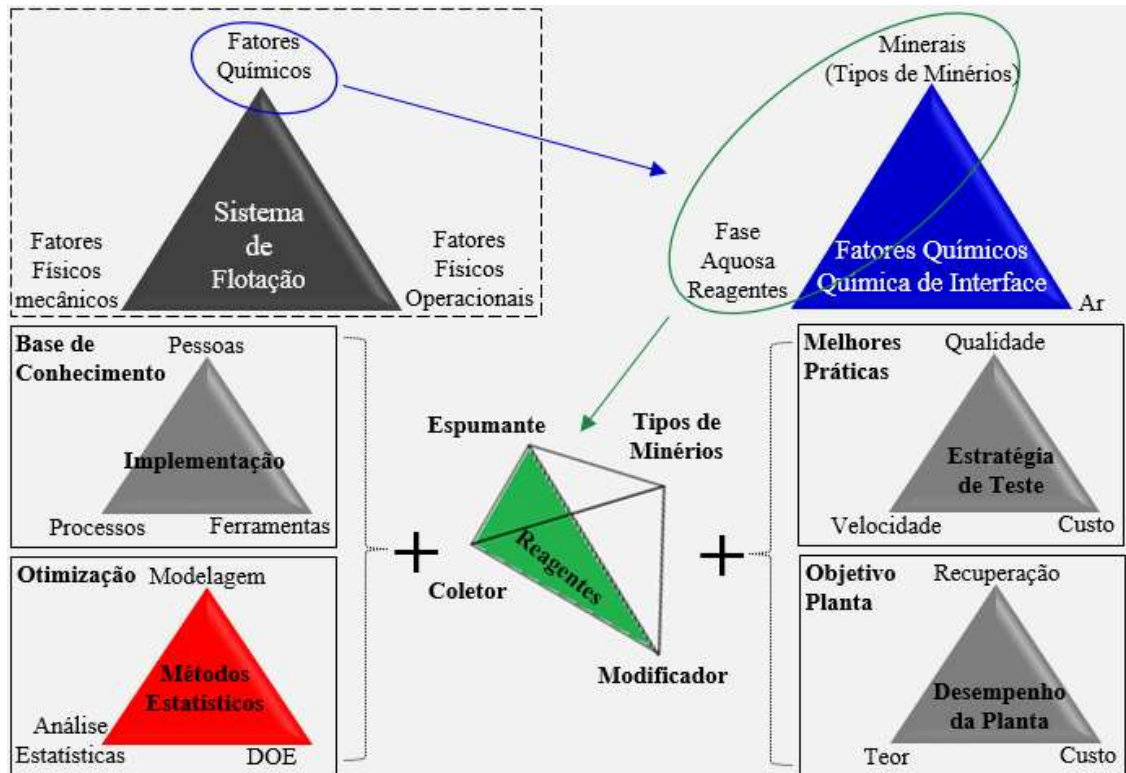 Fatores
Químicos
Sistema
de
Flotação
Fatores
Físicos
mecânicos
Fatores
Físicos
Operacionais
Minerais
(Tipos de Minérios)
Fase
Aquosa
Reagentes
Fatores Químicos
Química de Interface
Ar
Base de
Conhecimento
Pessoas
Implementação
Processos
Ferramentas
Otimização
Modelagem
Métodos
Estatísticos
Análise
Estatísticas
DOE
Espumante
Tipos de
Minérios
+
Reagentes
Coletor
Modificador
+
Melhores
Práticas
Qualidade
Estratégia
de Teste
Velocidade
Custo
Objetivo
Planta
Recuperação
Desempenho
da Planta
Teor
Custo